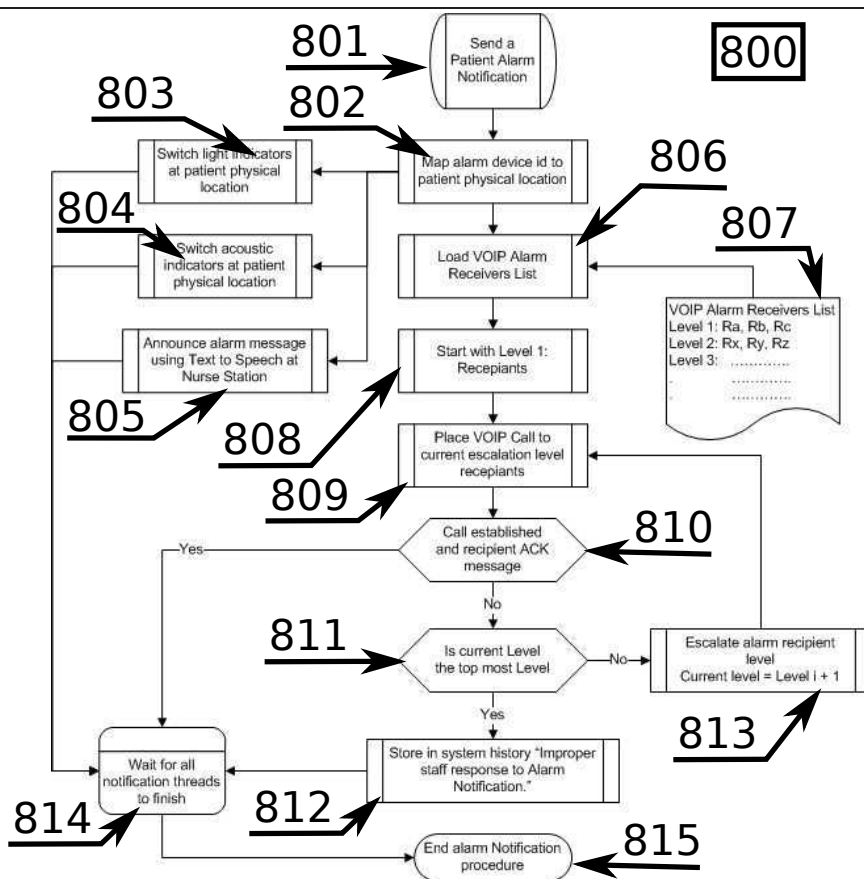 801
Send a
Patient Alarm
Notification
800
803
802
Switch light indicators
at patient physical
location
Map alarm device id to
patient physical location
806
804
Switch acoustic
indicators at patient
physical location
Load VOIP Alarm
Receivers List
807
VOIP Alarm Receivers List
Level 1: Ra, Rb, Rc
Level 2: Rx, Ry, Rz
Level 3: .............
. .............
. .............
Announce alarm message
using Text to Speech at
Nurse Station
Start with Level 1:
Recepiants
805
808
Place VOIP Call to
current escalation level
recepiants
809
Call established
and recipient ACK
message
810
Yes
No
811
Is current Level
the top most Level
No
Escalate alarm recipient
level
Current level = Level i + 1
813
Yes
Wait for all
notification threads
to finish
Store in system history “Improper
staff response to Alarm
Notification.”
812
814
End alarm Notification
procedure
815